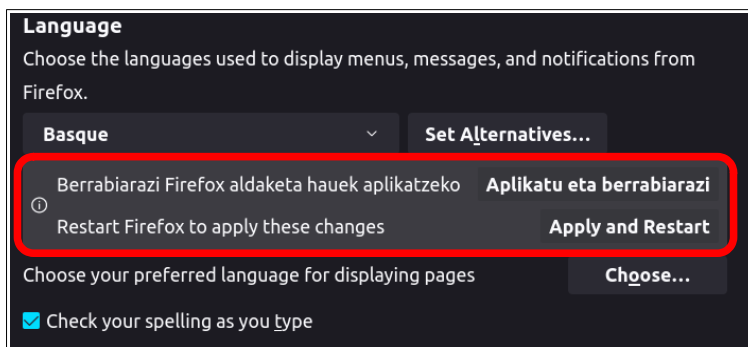 Language
Choose the languages used to display menus, messages, and notifications from
Firefox.
Basque Set Alternatives...
Berrabiarazi Firefox aldaketa hauek aplikatzeko Aplikatu eta berrabiarazi
Restart Firefox to apply these changes Apply and Restart
Choose your preferred language for displaying pages Choose...
Check your spelling as you type